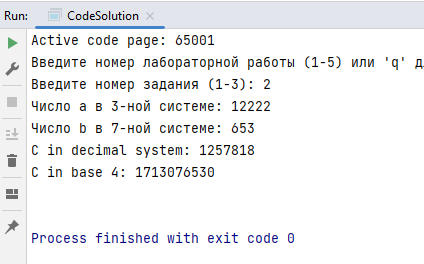 Run: CodeSolution
Active code page: 65001
Введите номер лабораторной работы (1-5) или 'q' д
Введите номер задания (1-3): 2
Число a в 3-ной системе: 12222
Число b в 7-ной системе: 653
C in decimal system: 1257818
C in base 4: 1713076530
Process finished with exit code 0